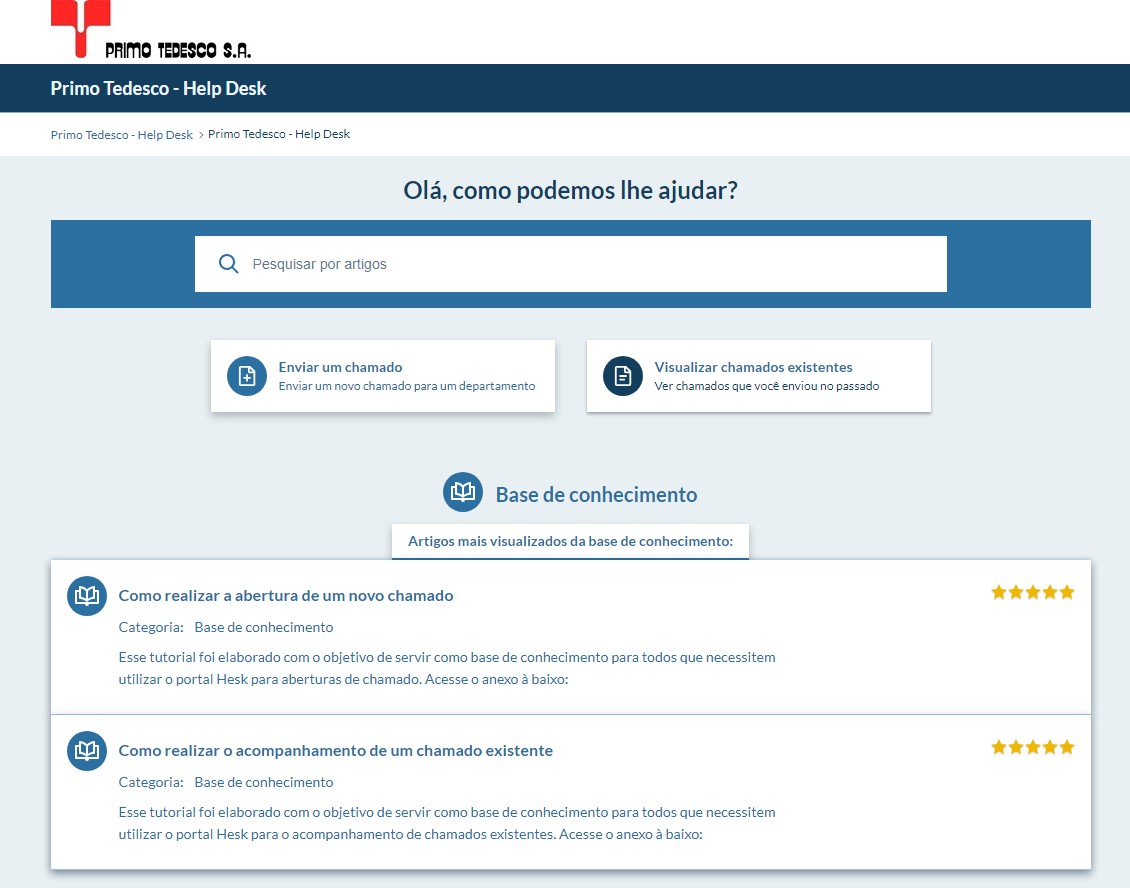 PRIMO TEDESCO S.A.
Primo Tedesco - Help Desk
Primo Tedesco - Help Desk > Primo Tedesco - Help Desk
Olá, como podemos lhe ajudar?
Pesquisar por artigos
Enviar um chamado
Enviar um novo chamado para um departamento
Visualizar chamados existentes
Ver chamados que você enviou no passado
Base de conhecimento
Artigos mais visualizados da base de conhecimento:
Como realizar a abertura de um novo chamado
Categoria: Base de conhecimento
Esse tutorial foi elaborado com o objetivo de servir como base de conhecimento para todos que necessitem
utilizar o portal Hesk para aberturas de chamado. Acesse o anexo à baixo:
Como realizar o acompanhamento de um chamado existente
Categoria: Base de conhecimento
Esse tutorial foi elaborado com o objetivo de servir como base de conhecimento para todos que necessitem
utilizar o portal Hesk para o acompanhamento de chamados existentes. Acesse o anexo à baixo: